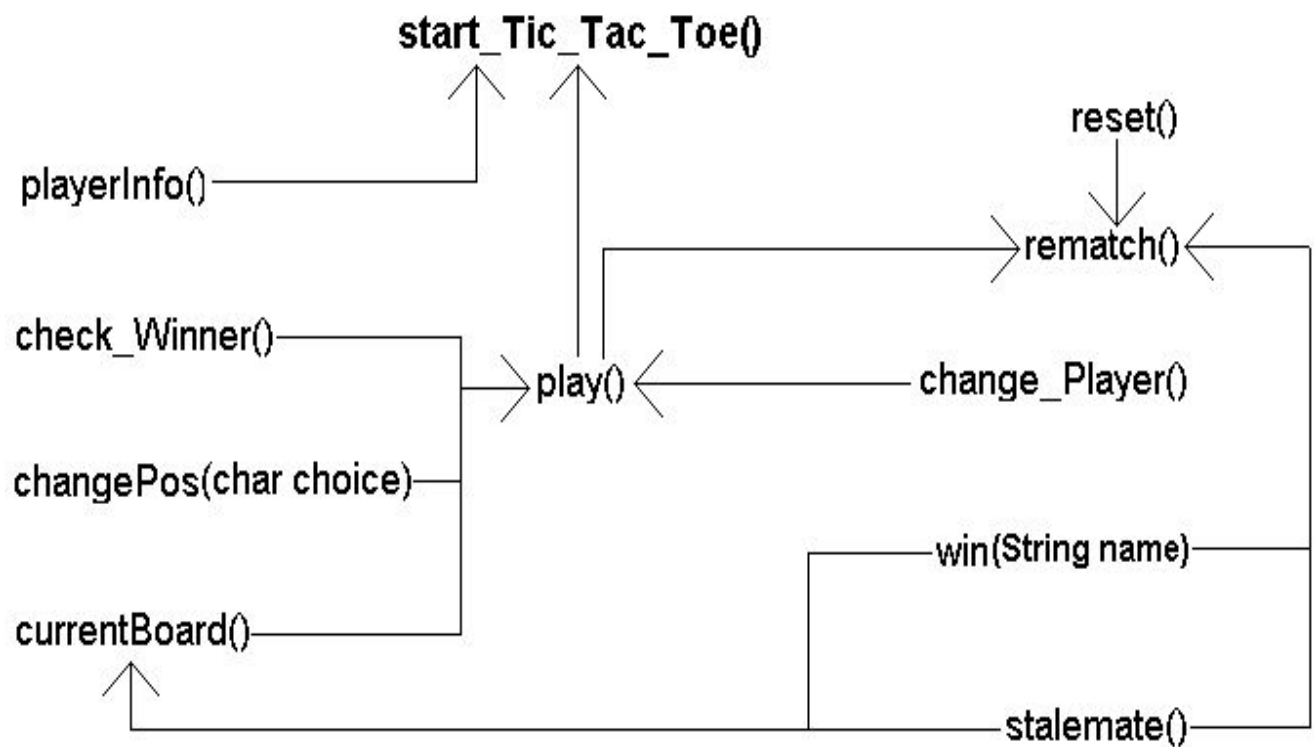 start_Tic_Tac_Toe()
reset()
playerInfo()
rematch()
check_Winner()
play()
change_Player()
changePos(char choice)
win(String name)
currentBoard()
stalemate()